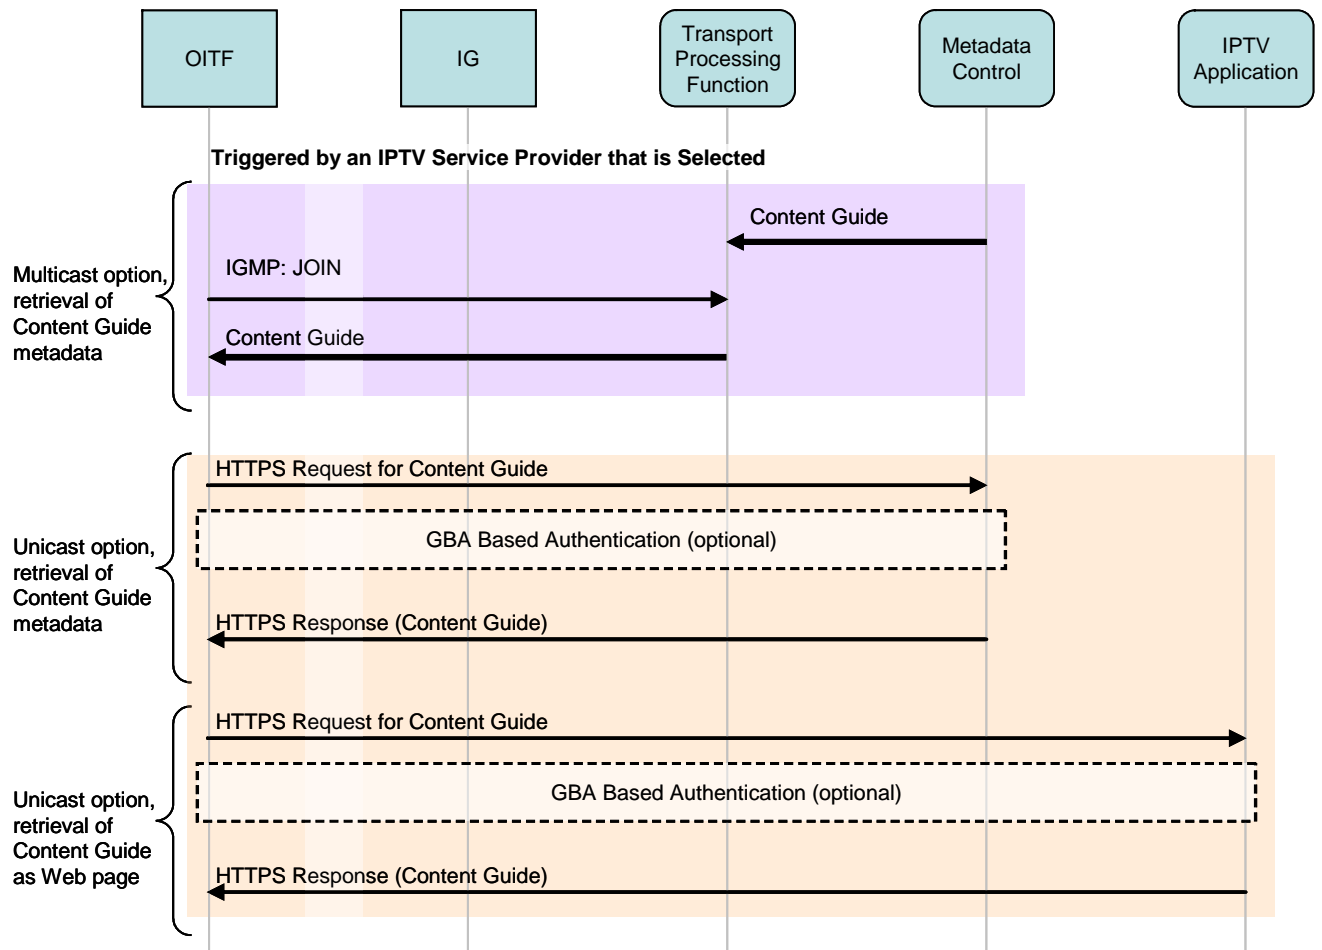 OITF
IG
Transport
Processing
Function
Metadata
Control
IPTV
Application
Triggered by an IPTV Service Provider that is Selected
Multicast option,
retrieval of
Content Guide
metadata
Content Guide
IGMP: JOIN
Content Guide
Unicast option,
retrieval of
Content Guide
metadata
HTTPS Request for Content Guide
GBA Based Authentication (optional)
HTTPS Response (Content Guide)
Unicast option,
retrieval of
Content Guide
as Web page
HTTPS Request for Content Guide
GBA Based Authentication (optional)
HTTPS Response (Content Guide)